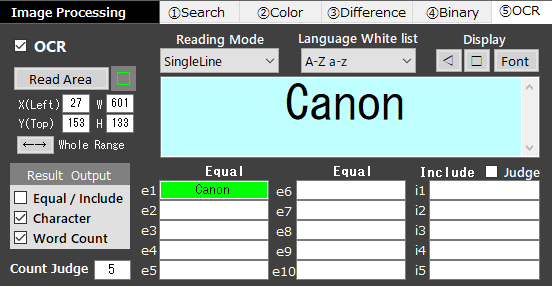 Image Processing ①Search ②Color ③Difference ④Binary ⑤OCR
OCR
Reading Mode Language White list Display
SingleLine A-Z a-z Font
Read Area
X(Left) 27 W 601
Y(Top) 153 H 133
Whole Range
Canon
Result Output
Equal / Include
Character
Word Count
Count Judge 5
Equal Equal Include Judge
e1 Canon e6 i1
e2 e7 i2
e3 e8 i3
e4 e9 i4
e5 e10 i5